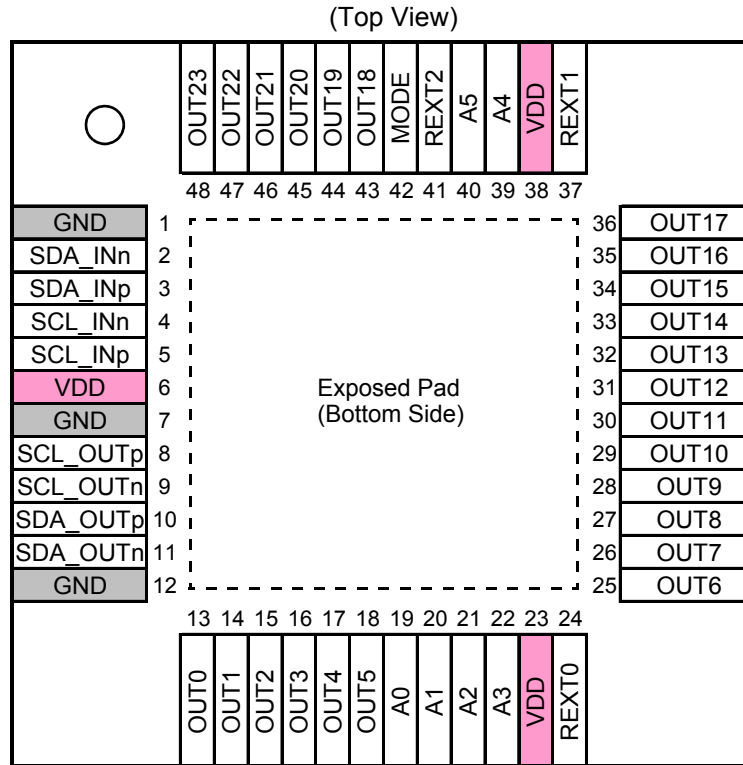 (Top View)
OUT23 OUT22 OUT21 OUT20 OUT19 OUT18 MODE REXT2 A5 A4 VDD REXT1
48 47 46 45 44 43 42 41 40 39 38 37
GND 1 36 OUT17
SDA_INn 2 35 OUT16
SDA_INp 3 34 OUT15
SCL_INn 4 33 OUT14
SCL_INp 5 32 OUT13
VDD 6 Exposed Pad 31 OUT12
GND 7 (Bottom Side) 30 OUT11
SCL_OUTp 8 29 OUT10
SCL_OUTn 9 28 OUT9
SDA_OUTp 10 27 OUT8
SDA_OUTn 11 26 OUT7
GND 12 25 OUT6
13 14 15 16 17 18 19 20 21 22 23 24
OUT0 OUT1 OUT2 OUT3 OUT4 OUT5 A0 A1 A2 A3 VDD REXT0